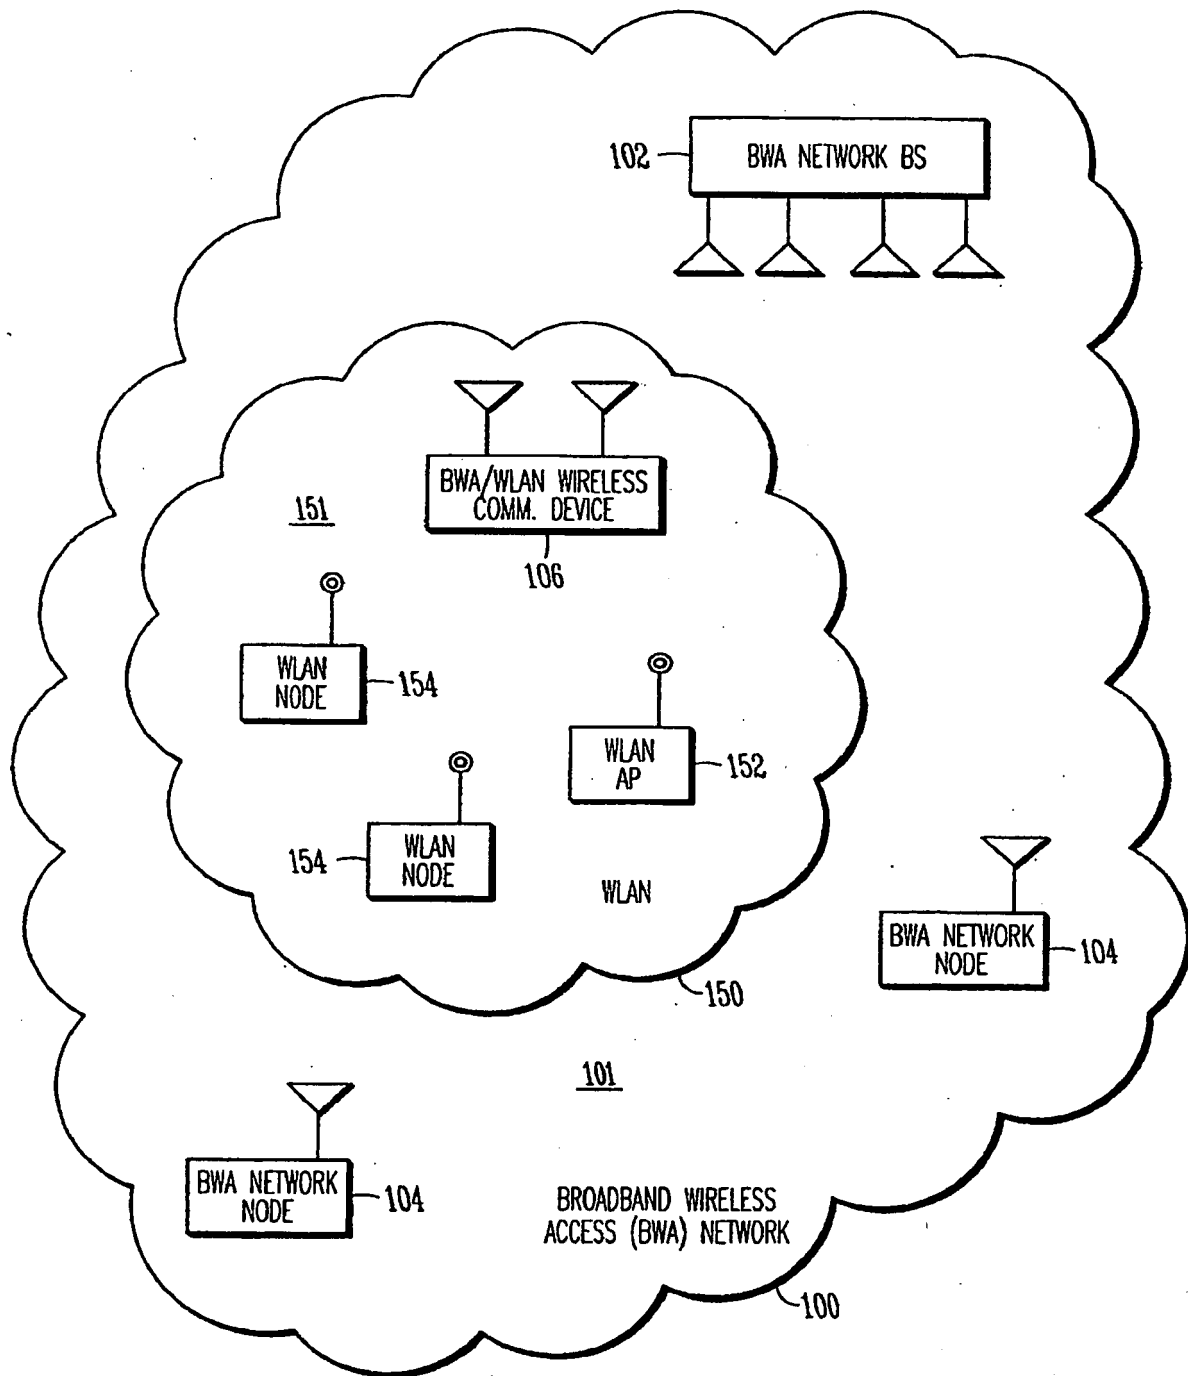 102
BWA NETWORK BS
BWA/WLAN WIRELESS
COMM. DEVICE
151
106
WLAN
NODE
154
WLAN
AP
152
154
WLAN
NODE
WLAN
BWA NETWORK
NODE
104
150
101
BWA NETWORK
NODE
104
BROADBAND WIRELESS
ACCESS (BWA) NETWORK
100